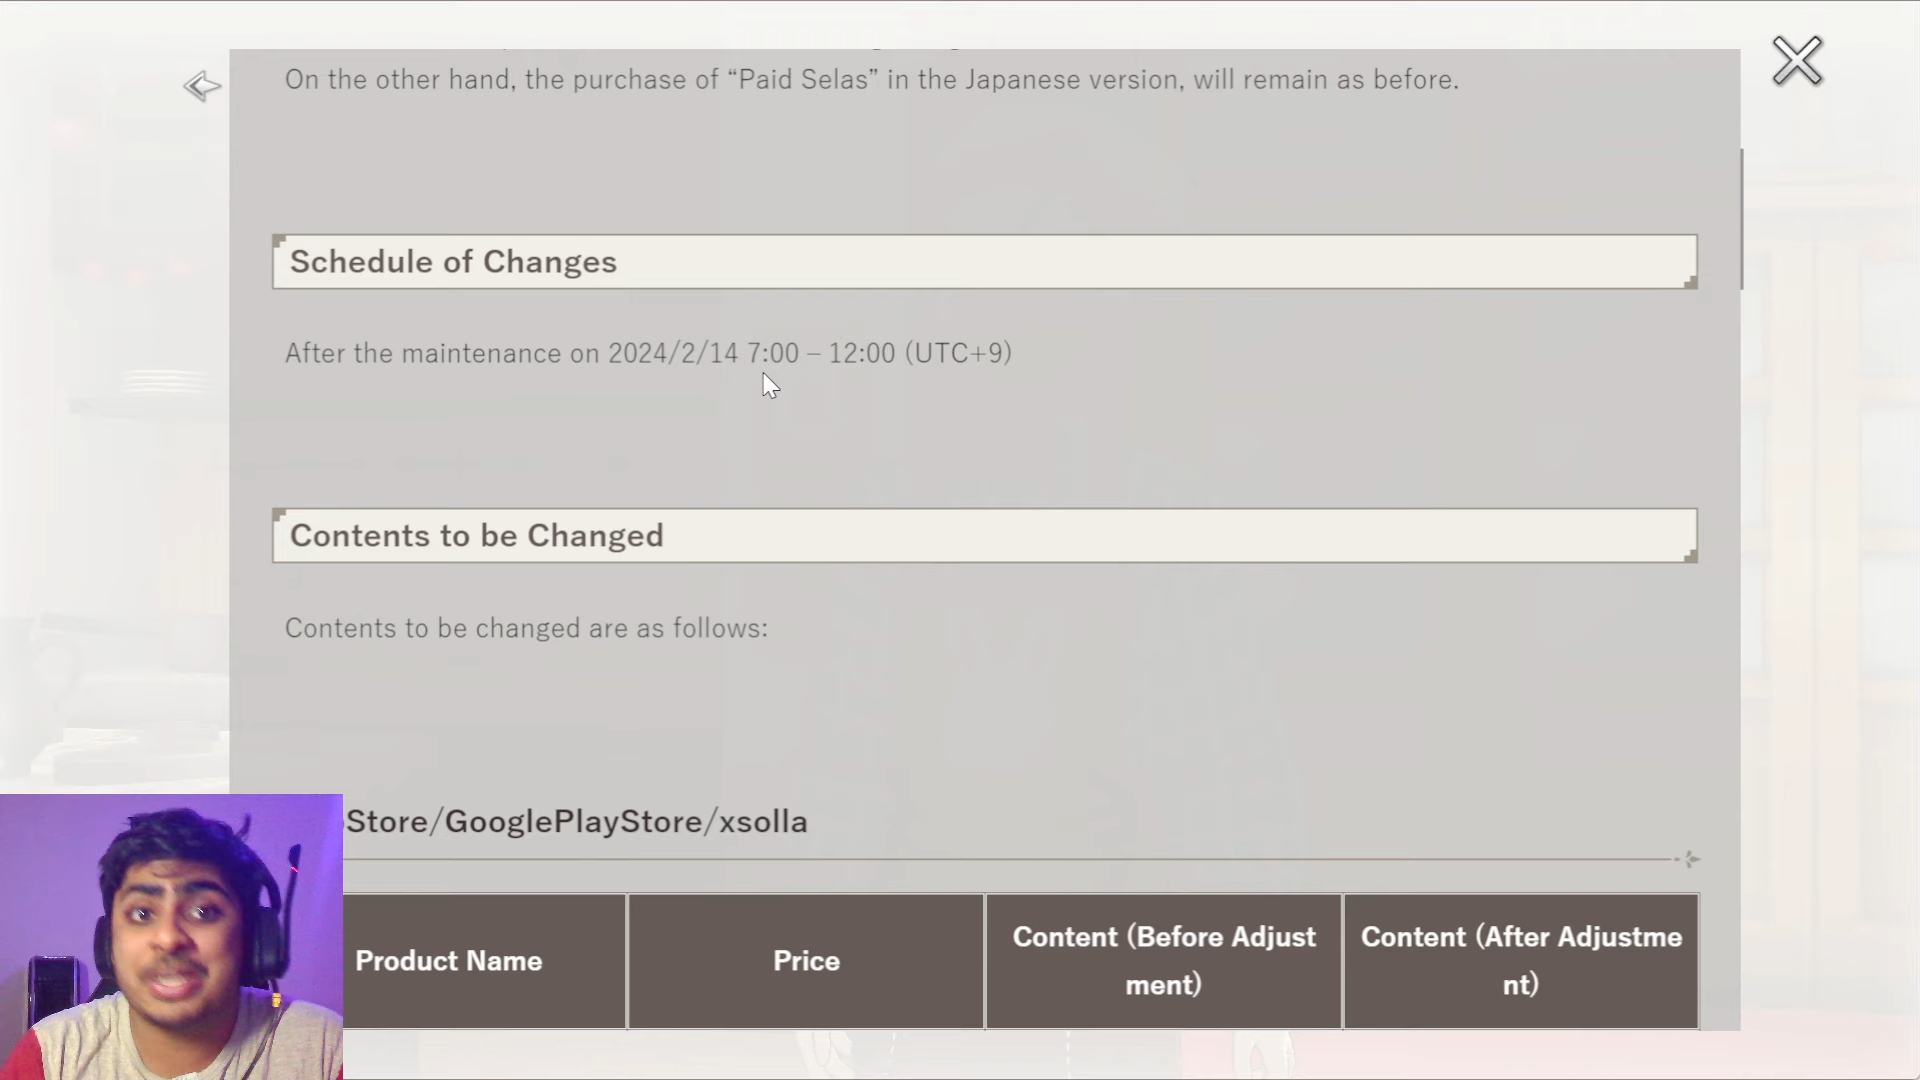 On the other hand, the purchase of “Paid Selas” in the Japanese version, will remain as before.
Schedule of Changes
After the maintenance on 2024/2/14 7:00 – 12:00 (UTC+9)
Contents to be Changed
Contents to be changed are as follows:
Store/GooglePlayStore/xsolla
Product Name
Price
Content (Before Adjust
ment)
Content (After Adjustme
nt)